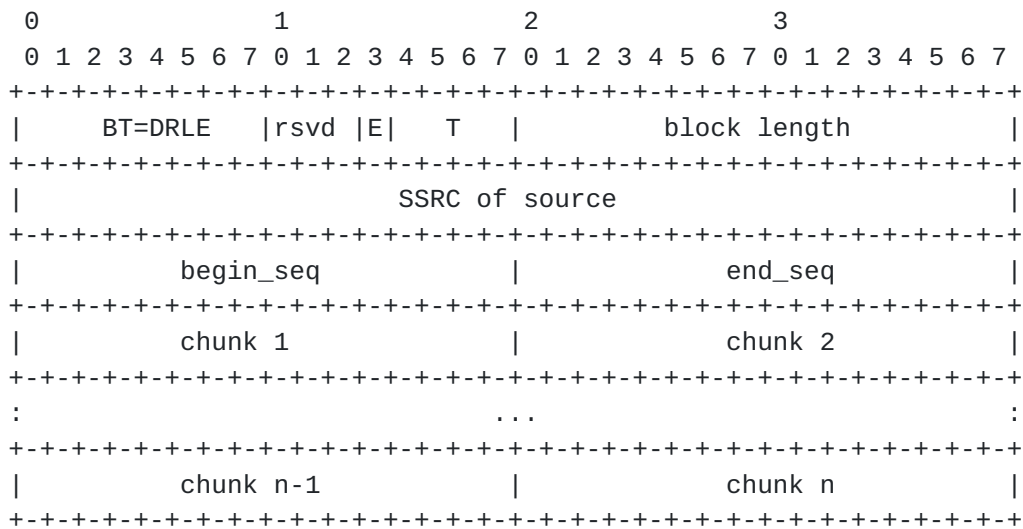 0               1               2               3
 0 1 2 3 4 5 6 7 0 1 2 3 4 5 6 7 0 1 2 3 4 5 6 7 0 1 2 3 4 5 6 7
+-+-+-+-+-+-+-+-+-+-+-+-+-+-+-+-+-+-+-+-+-+-+-+-+-+-+-+-+-+-+-+-+
|     BT=DRLE   |rsvd |E|   T   |         block length          |
+-+-+-+-+-+-+-+-+-+-+-+-+-+-+-+-+-+-+-+-+-+-+-+-+-+-+-+-+-+-+-+-+
|                        SSRC of source                         |
+-+-+-+-+-+-+-+-+-+-+-+-+-+-+-+-+-+-+-+-+-+-+-+-+-+-+-+-+-+-+-+-+
|          begin_seq            |             end_seq           |
+-+-+-+-+-+-+-+-+-+-+-+-+-+-+-+-+-+-+-+-+-+-+-+-+-+-+-+-+-+-+-+-+
|          chunk 1              |             chunk 2           |
+-+-+-+-+-+-+-+-+-+-+-+-+-+-+-+-+-+-+-+-+-+-+-+-+-+-+-+-+-+-+-+-+
:                              ...                              :
+-+-+-+-+-+-+-+-+-+-+-+-+-+-+-+-+-+-+-+-+-+-+-+-+-+-+-+-+-+-+-+-+
|          chunk n-1            |             chunk n           |
+-+-+-+-+-+-+-+-+-+-+-+-+-+-+-+-+-+-+-+-+-+-+-+-+-+-+-+-+-+-+-+-+